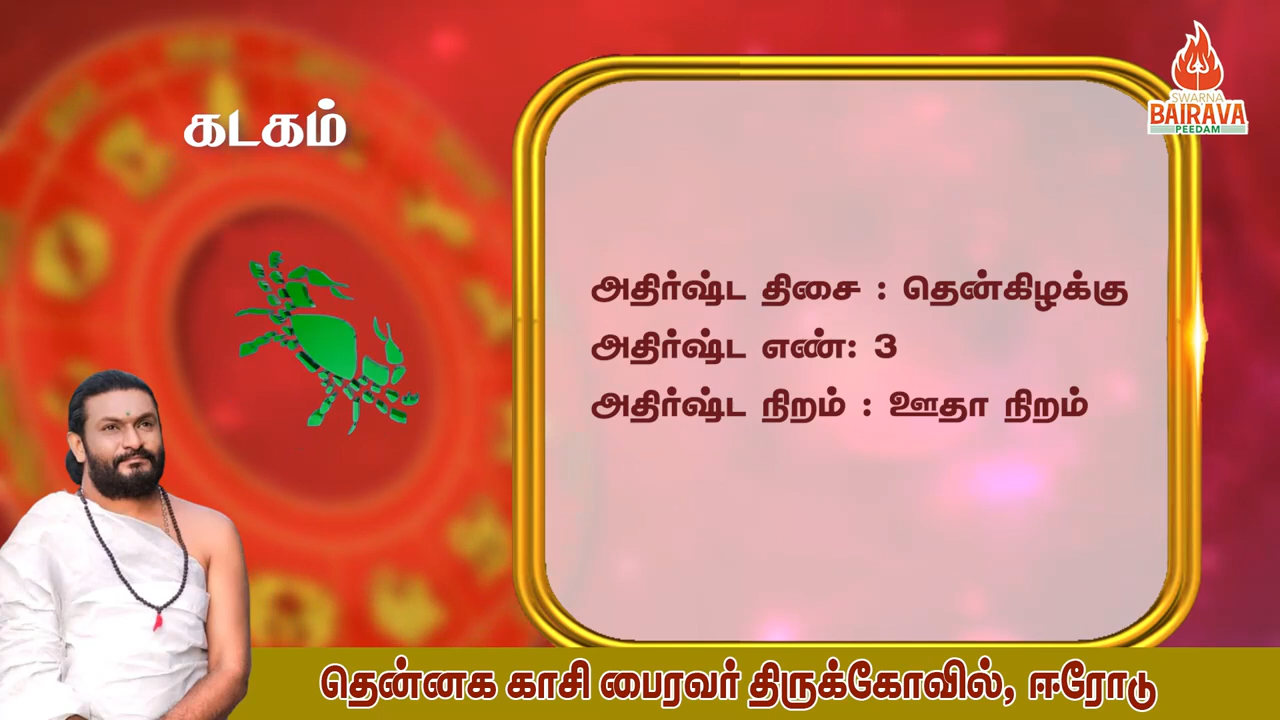 கடகம்
SWARNA
BAIRAVA
PEEDAM
அதிர்ஷ்ட திசை : தென்கிழக்கு
அதிர்ஷ்ட எண்: 3
அதிர்ஷ்ட நிறம் : ஊதா நிறம்
தென்னக காசி பைரவர் திருக்கோவில், ஈரோடு